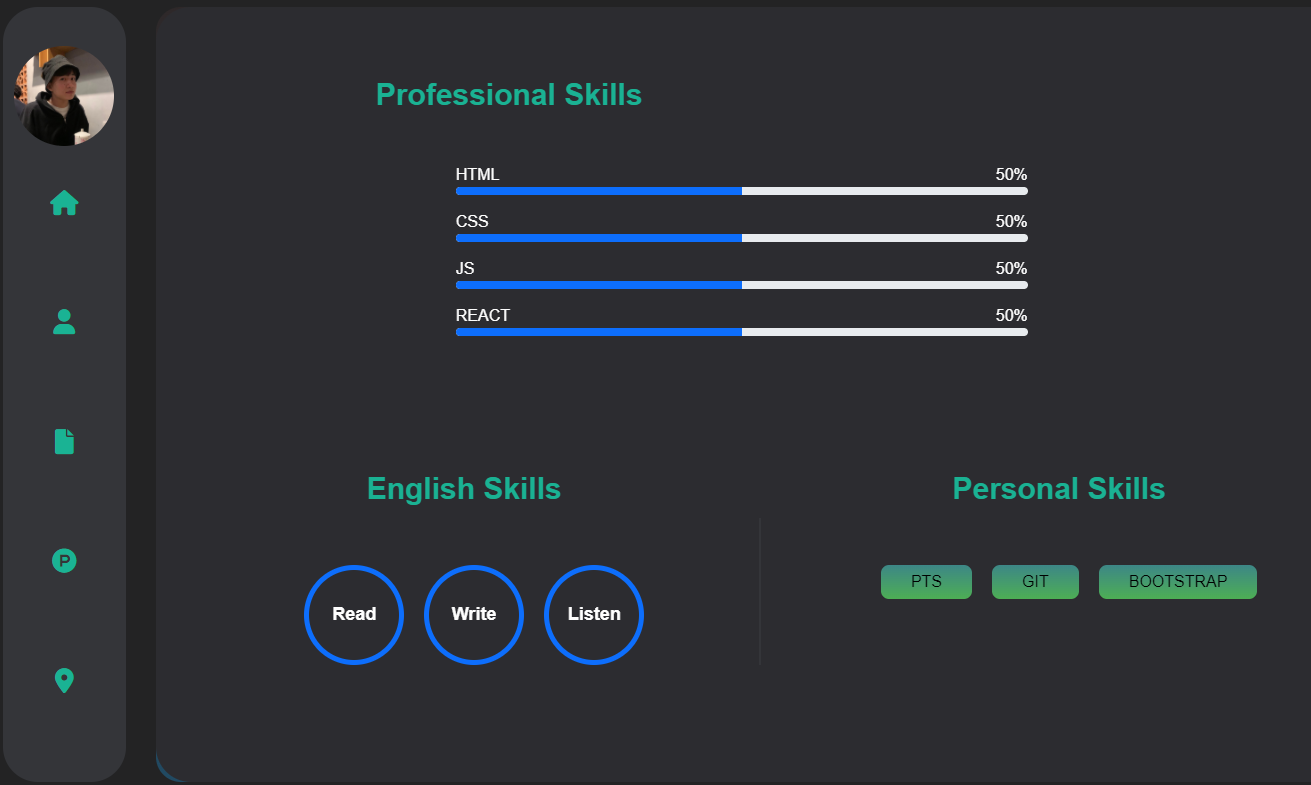 Professional Skills
HTML 50%
CSS 50%
JS 50%
REACT 50%
English Skills
Read Write Listen
Personal Skills
PTS GIT BOOTSTRAP
P